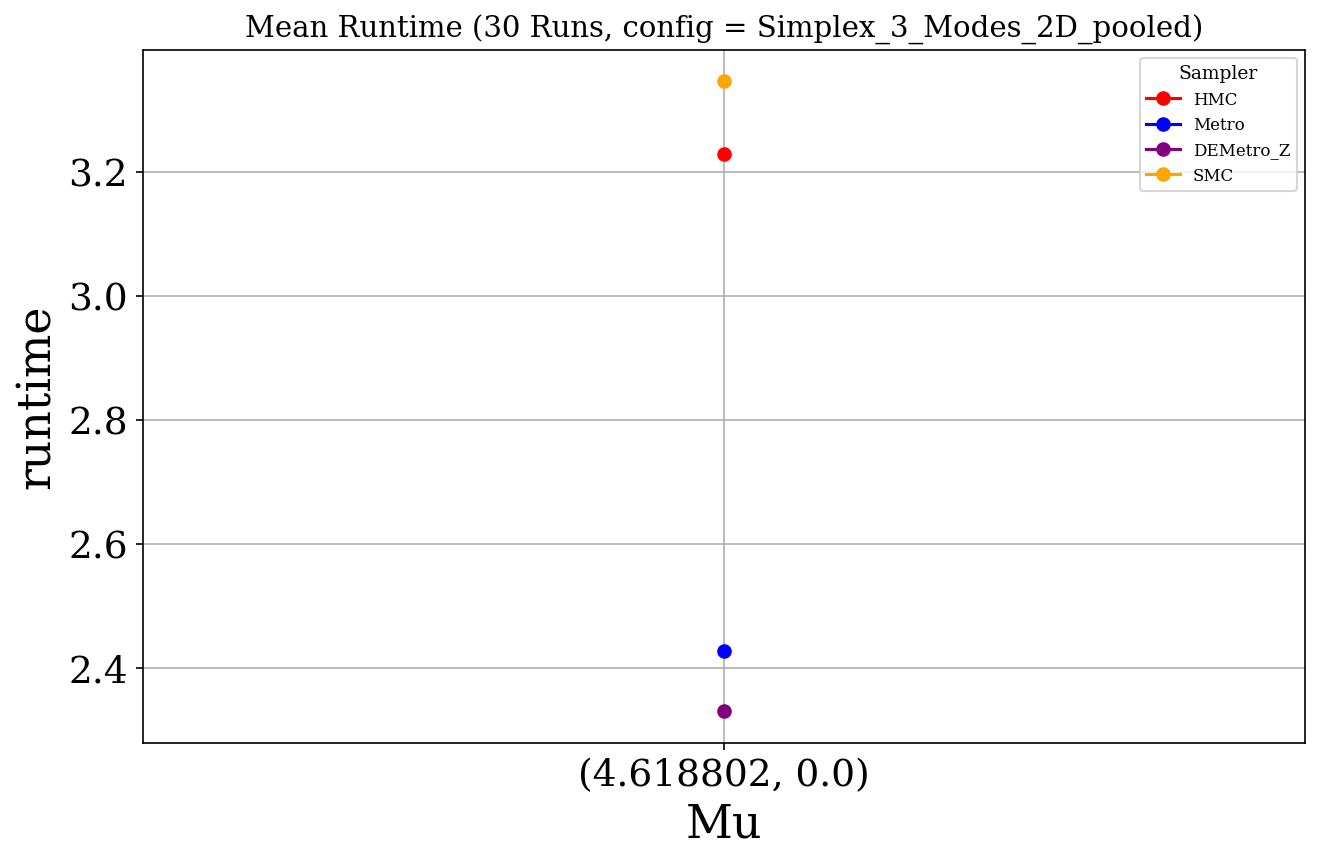 Mean Runtime (30 Runs, config = Simplex_3_Modes_2D_pooled)
Sampler
HMC
Metro
DEMetro_Z
SMC
runtime
3.2
3.0
2.8
2.6
2.4
(4.618802, 0.0)
Mu